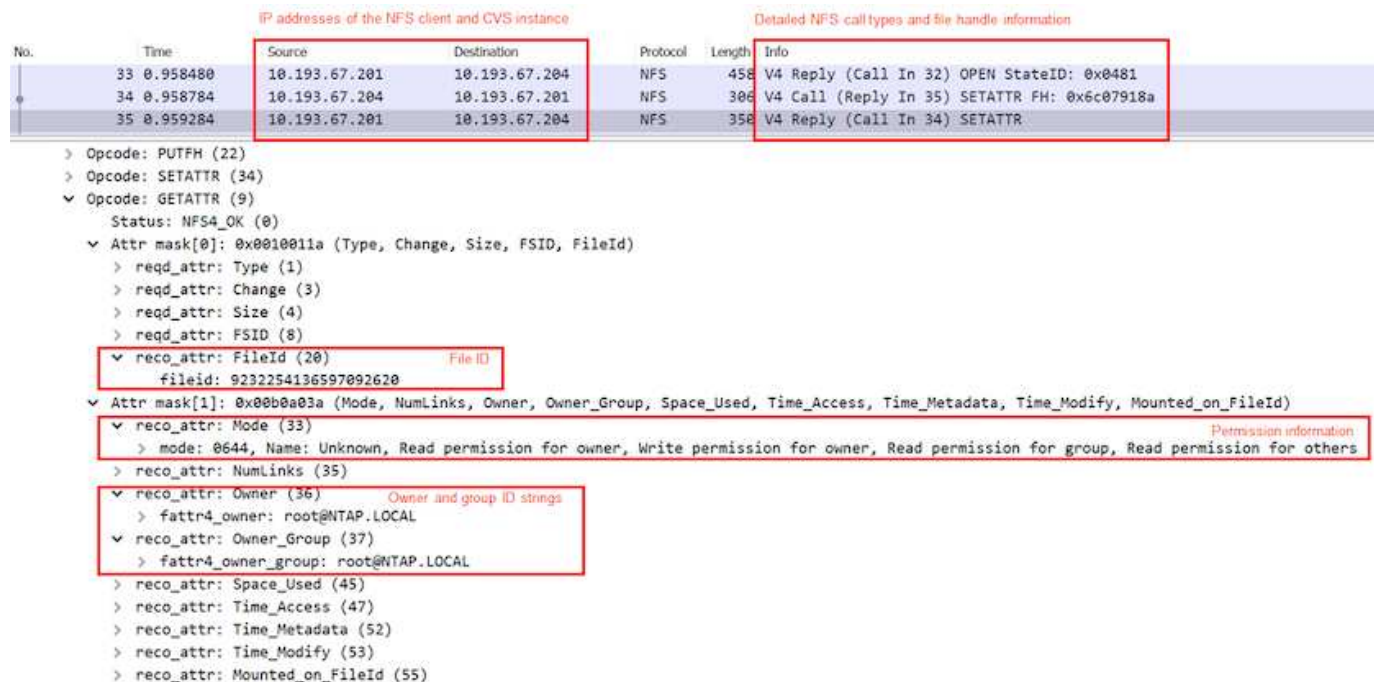 IP addresses of the NFS client and CVS instance
Detailed NFS call types and file handle information
No. Time Source Destination Protocol Length Info
33 0.958480 10.193.67.201 10.193.67.204 NFS 458 V4 Reply (Call In 32) OPEN StateID: 0x0481
34 0.958784 10.193.67.204 10.193.67.201 NFS 306 V4 Call (Reply In 35) SETATTR FH: 0x6c07918a
35 0.959284 10.193.67.201 10.193.67.204 NFS 350 V4 Reply (Call In 34) SETATTR
> Opcode: PUTFH (22)
> Opcode: SETATTR (34)
v Opcode: GETATTR (9)
Status: NFS4_OK (0)
v Attr mask[0]: 0x0010011a (Type, Change, Size, FSID, FileId)
> reqd_attr: Type (1)
> reqd_attr: Change (3)
> reqd_attr: Size (4)
> reqd_attr: FSID (8)
v reco_attr: FileId (20) File ID
fileid: 9232254136597092620
v Attr mask[1]: 0x00b0a03a (Mode, NumLinks, Owner, Owner_Group, Space_Used, Time_Access, Time_Metadata, Time_Modify, Mounted_on_FileId)
v reco_attr: Mode (33) Permission information
> mode: 0644, Name: Unknown, Read permission for owner, Write permission for owner, Read permission for group, Read permission for others
> reco_attr: NumLinks (35)
v reco_attr: Owner (36) Owner and group ID strings
> fattr4_owner: root@NTAP.LOCAL
v reco_attr: Owner_Group (37)
> fattr4_owner_group: root@NTAP.LOCAL
> reco_attr: Space_Used (45)
> reco_attr: Time_Access (47)
> reco_attr: Time_Metadata (52)
> reco_attr: Time_Modify (53)
> reco_attr: Mounted_on_FileId (55)